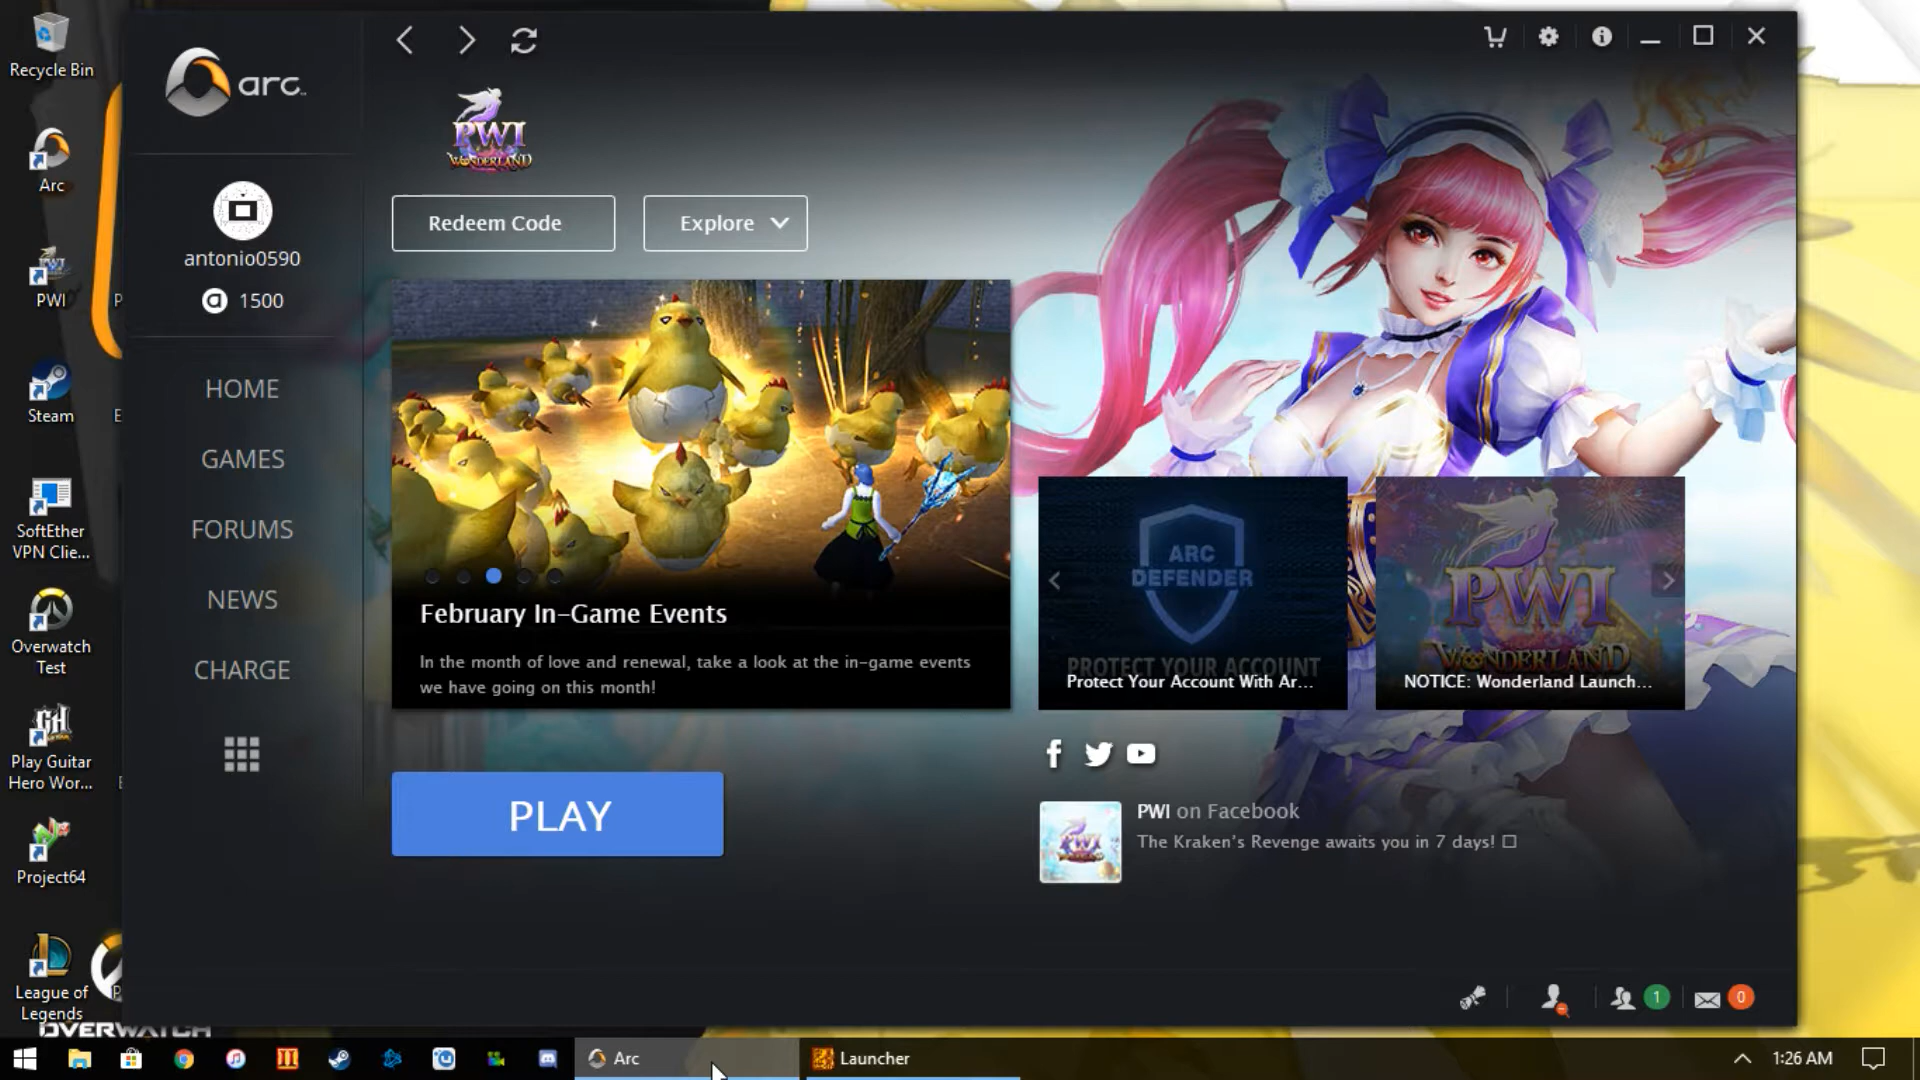 Recycle Bin
Arc
PWI
P
Steam
E
SoftEther
VPN Clie...
Overwatch
Test
Play Guitar
Hero Wor...
E
Project64
League of
Legends
P
OVERWATCH
arc
antonio0590
1500
HOME
GAMES
FORUMS
NEWS
CHARGE
PWI
WONDERLAND
Redeem Code
Explore
February In-Game Events
In the month of love and renewal, take a look at the in-game events
we have going on this month!
PLAY
ARC
DEFENDER
PROTECT YOUR ACCOUNT
Protect Your Account With Ar...
PWI
WONDERLAND
NOTICE: Wonderland Launch...
PWI on Facebook
The Kraken's Revenge awaits you in 7 days! □
1
0
Arc
Launcher
1:26 AM